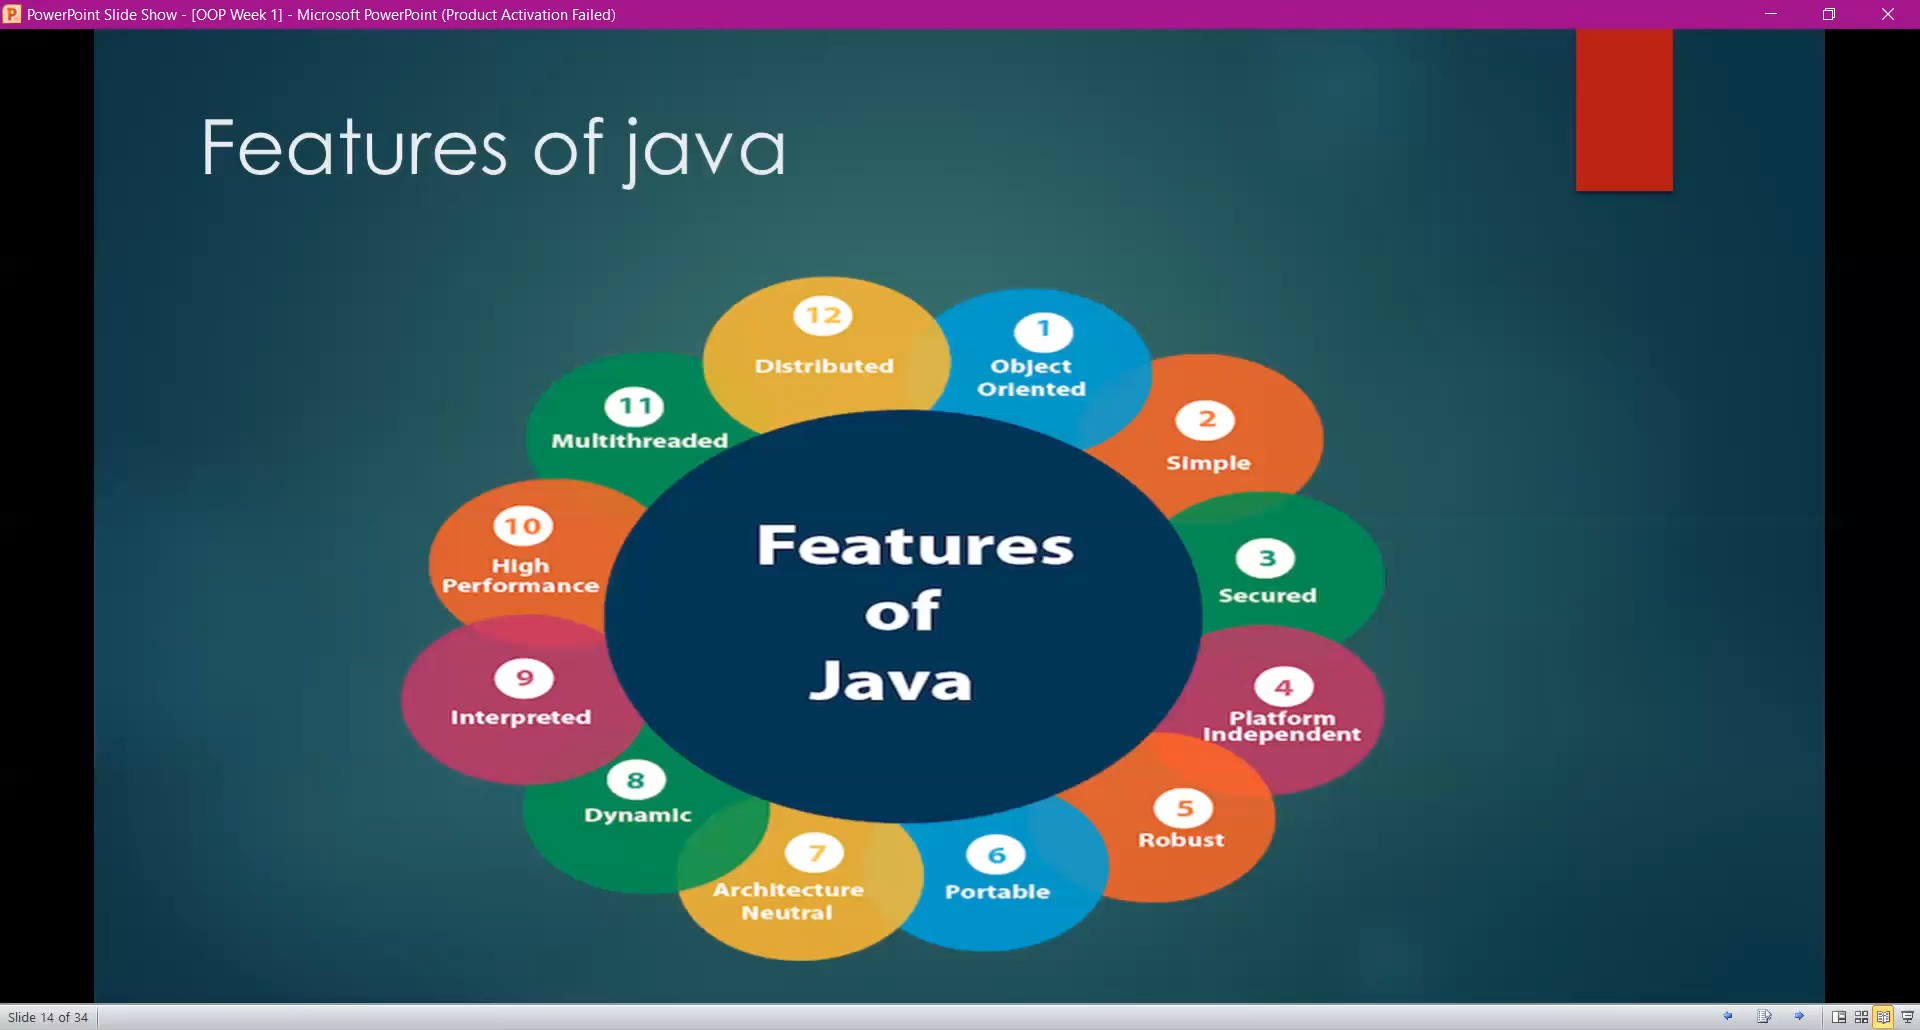 PowerPoint Slide Show - [OOP Week 1] - Microsoft PowerPoint (Product Activation Failed)
Features of java
12
Distributed
1
Object
Oriented
2
Simple
3
Secured
4
Platform
Independent
5
Robust
6
Portable
7
Architecture
Neutral
8
Dynamic
9
Interpreted
10
High
Performance
11
Multithreaded
Features
of
Java
Slide 14 of 34